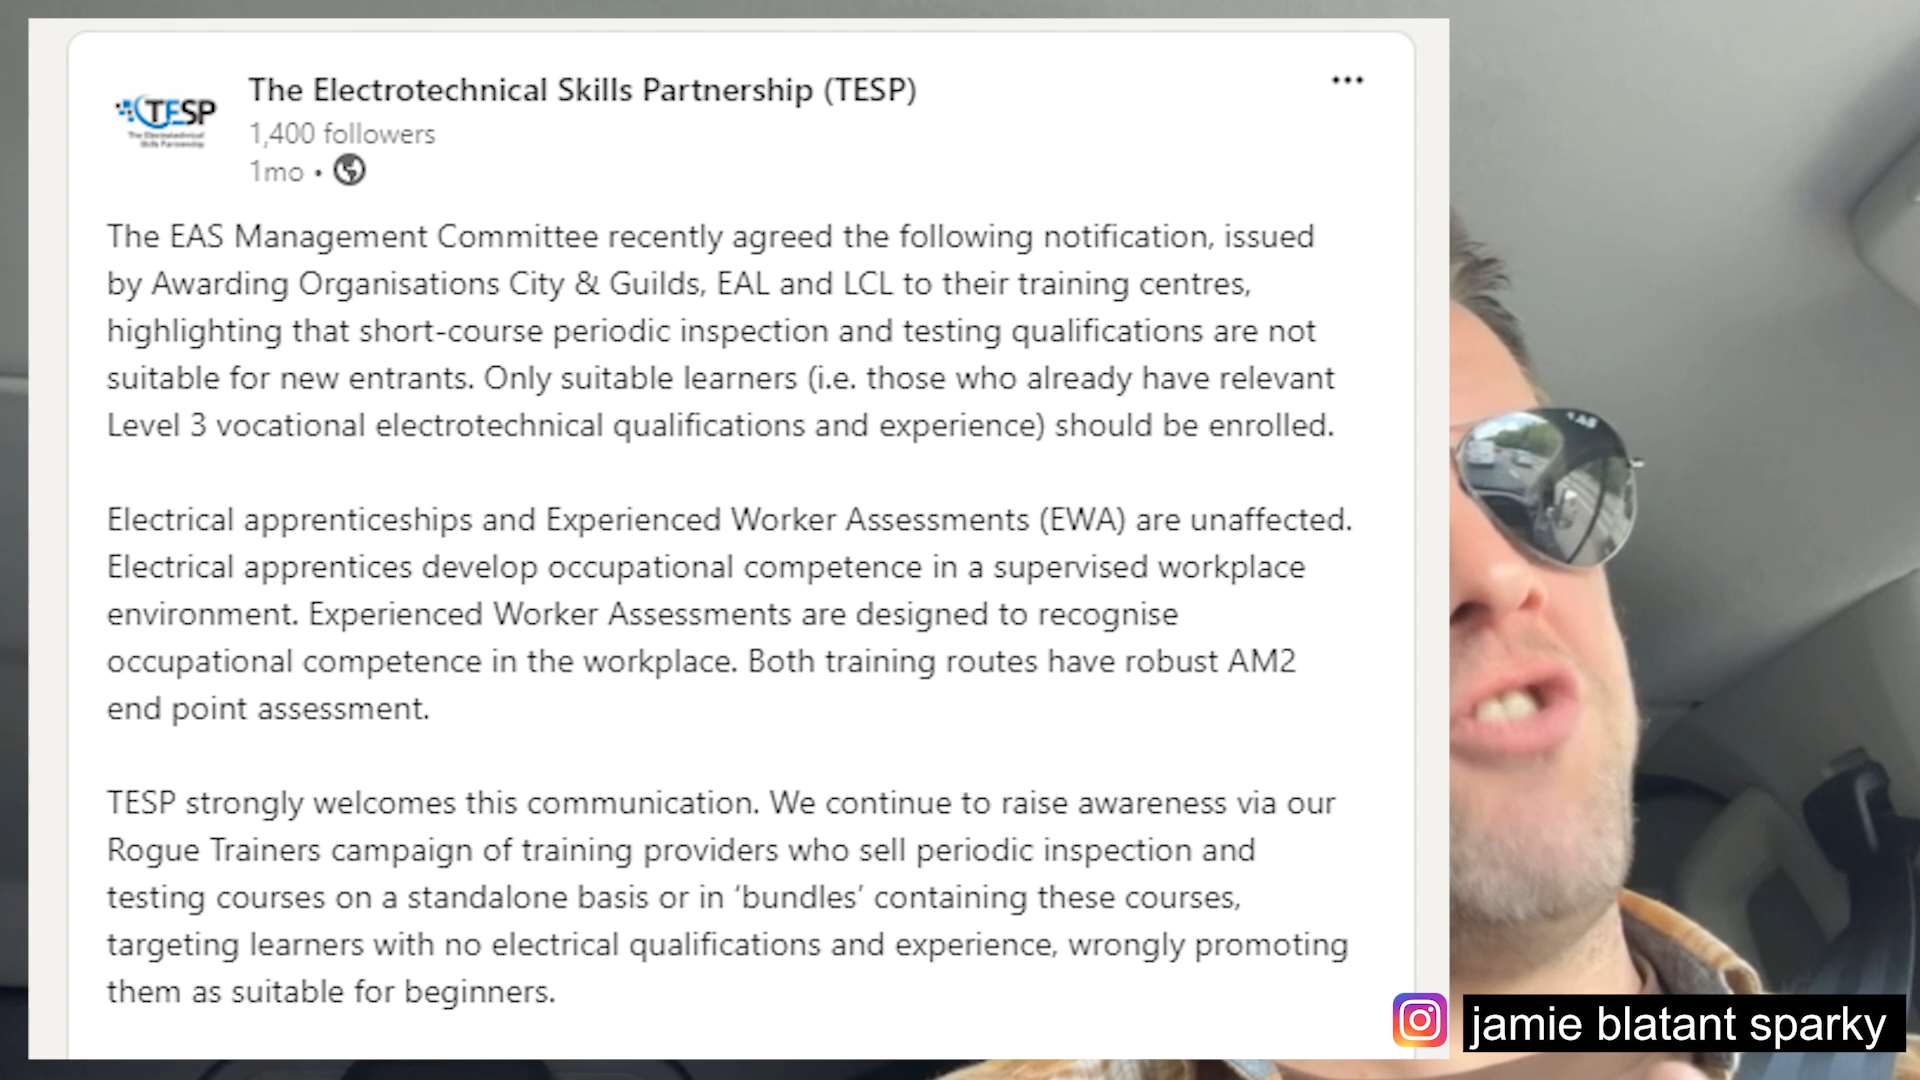 TESP
The Electrotechnical
Skills Partnership
The Electrotechnical Skills Partnership (TESP)
1,400 followers
1mo •
The EAS Management Committee recently agreed the following notification, issued
by Awarding Organisations City & Guilds, EAL and LCL to their training centres,
highlighting that short-course periodic inspection and testing qualifications are not
suitable for new entrants. Only suitable learners (i.e. those who already have relevant
Level 3 vocational electrotechnical qualifications and experience) should be enrolled.
Electrical apprenticeships and Experienced Worker Assessments (EWA) are unaffected.
Electrical apprentices develop occupational competence in a supervised workplace
environment. Experienced Worker Assessments are designed to recognise
occupational competence in the workplace. Both training routes have robust AM2
end point assessment.
TESP strongly welcomes this communication. We continue to raise awareness via our
Rogue Trainers campaign of training providers who sell periodic inspection and
testing courses on a standalone basis or in ‘bundles’ containing these courses,
targeting learners with no electrical qualifications and experience, wrongly promoting
them as suitable for beginners.
jamie blatant sparky